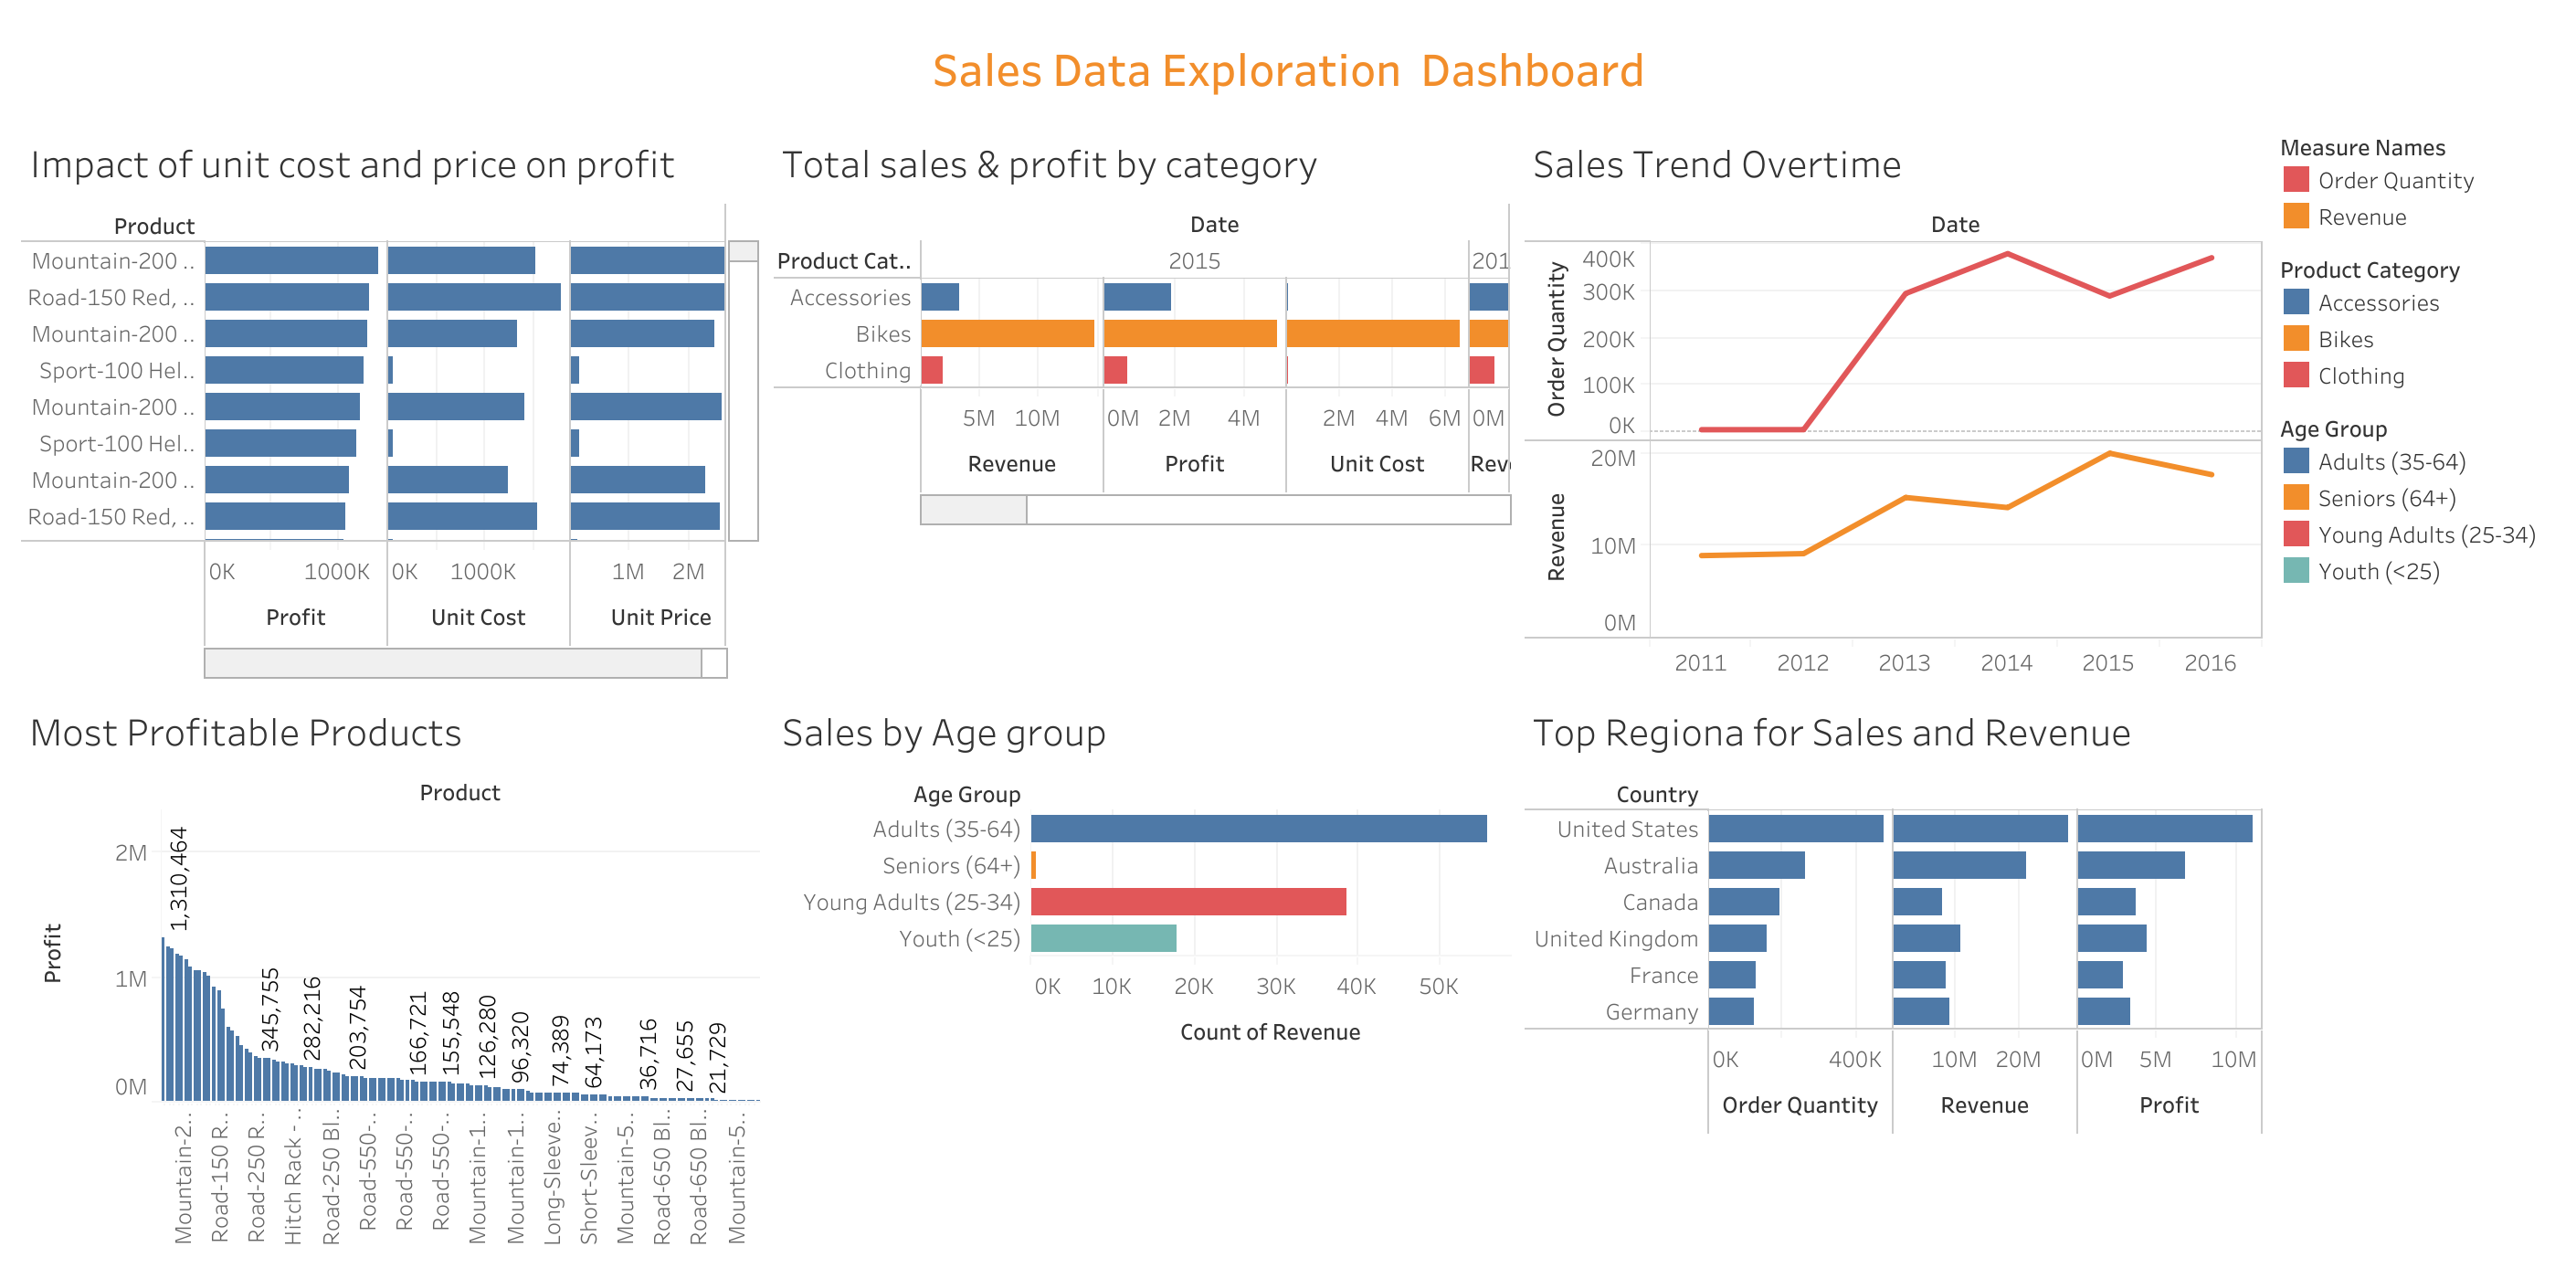 Sales Data Exploration  Dashboard
Impact of unit cost and price on profit
Product
Mountain-200 ..
Road-150 Red, ..
Mountain-200 ..
Sport-100 Hel..
Mountain-200 ..
Sport-100 Hel..
Mountain-200 ..
Road-150 Red, ..
0K 1000K 0K 1000K 1M 2M
Profit Unit Cost Unit Price
Total sales & profit by category
Date
Product Cat.. 2015 201
Accessories
Bikes
Clothing
5M 10M 0M 2M 4M 2M 4M 6M 0M
Revenue Profit Unit Cost Rev
Sales Trend Overtime
Date
Order Quantity
400K
300K
200K
100K
0K
Revenue
20M
10M
0M
2011 2012 2013 2014 2015 2016
Measure Names
Order Quantity
Revenue
Product Category
Accessories
Bikes
Clothing
Age Group
Adults (35-64)
Seniors (64+)
Young Adults (25-34)
Youth (<25)
Most Profitable Products
Product
Profit
2M
1M
0M
1,310,464
345,755
282,216
203,754
166,721
155,548
126,280
96,320
74,389
64,173
36,716
27,655
21,729
Mountain-2..
Road-150 R..
Road-250 R..
Hitch Rack - ..
Road-250 Bl..
Road-550-..
Road-550-..
Road-550-..
Mountain-1..
Mountain-1..
Long-Sleeve..
Short-Sleev..
Mountain-5..
Road-650 Bl..
Road-650 Bl..
Mountain-5..
Sales by Age group
Age Group
Adults (35-64)
Seniors (64+)
Young Adults (25-34)
Youth (<25)
0K 10K 20K 30K 40K 50K
Count of Revenue
Top Regiona for Sales and Revenue
Country
United States
Australia
Canada
United Kingdom
France
Germany
0K 400K 10M 20M 0M 5M 10M
Order Quantity Revenue Profit